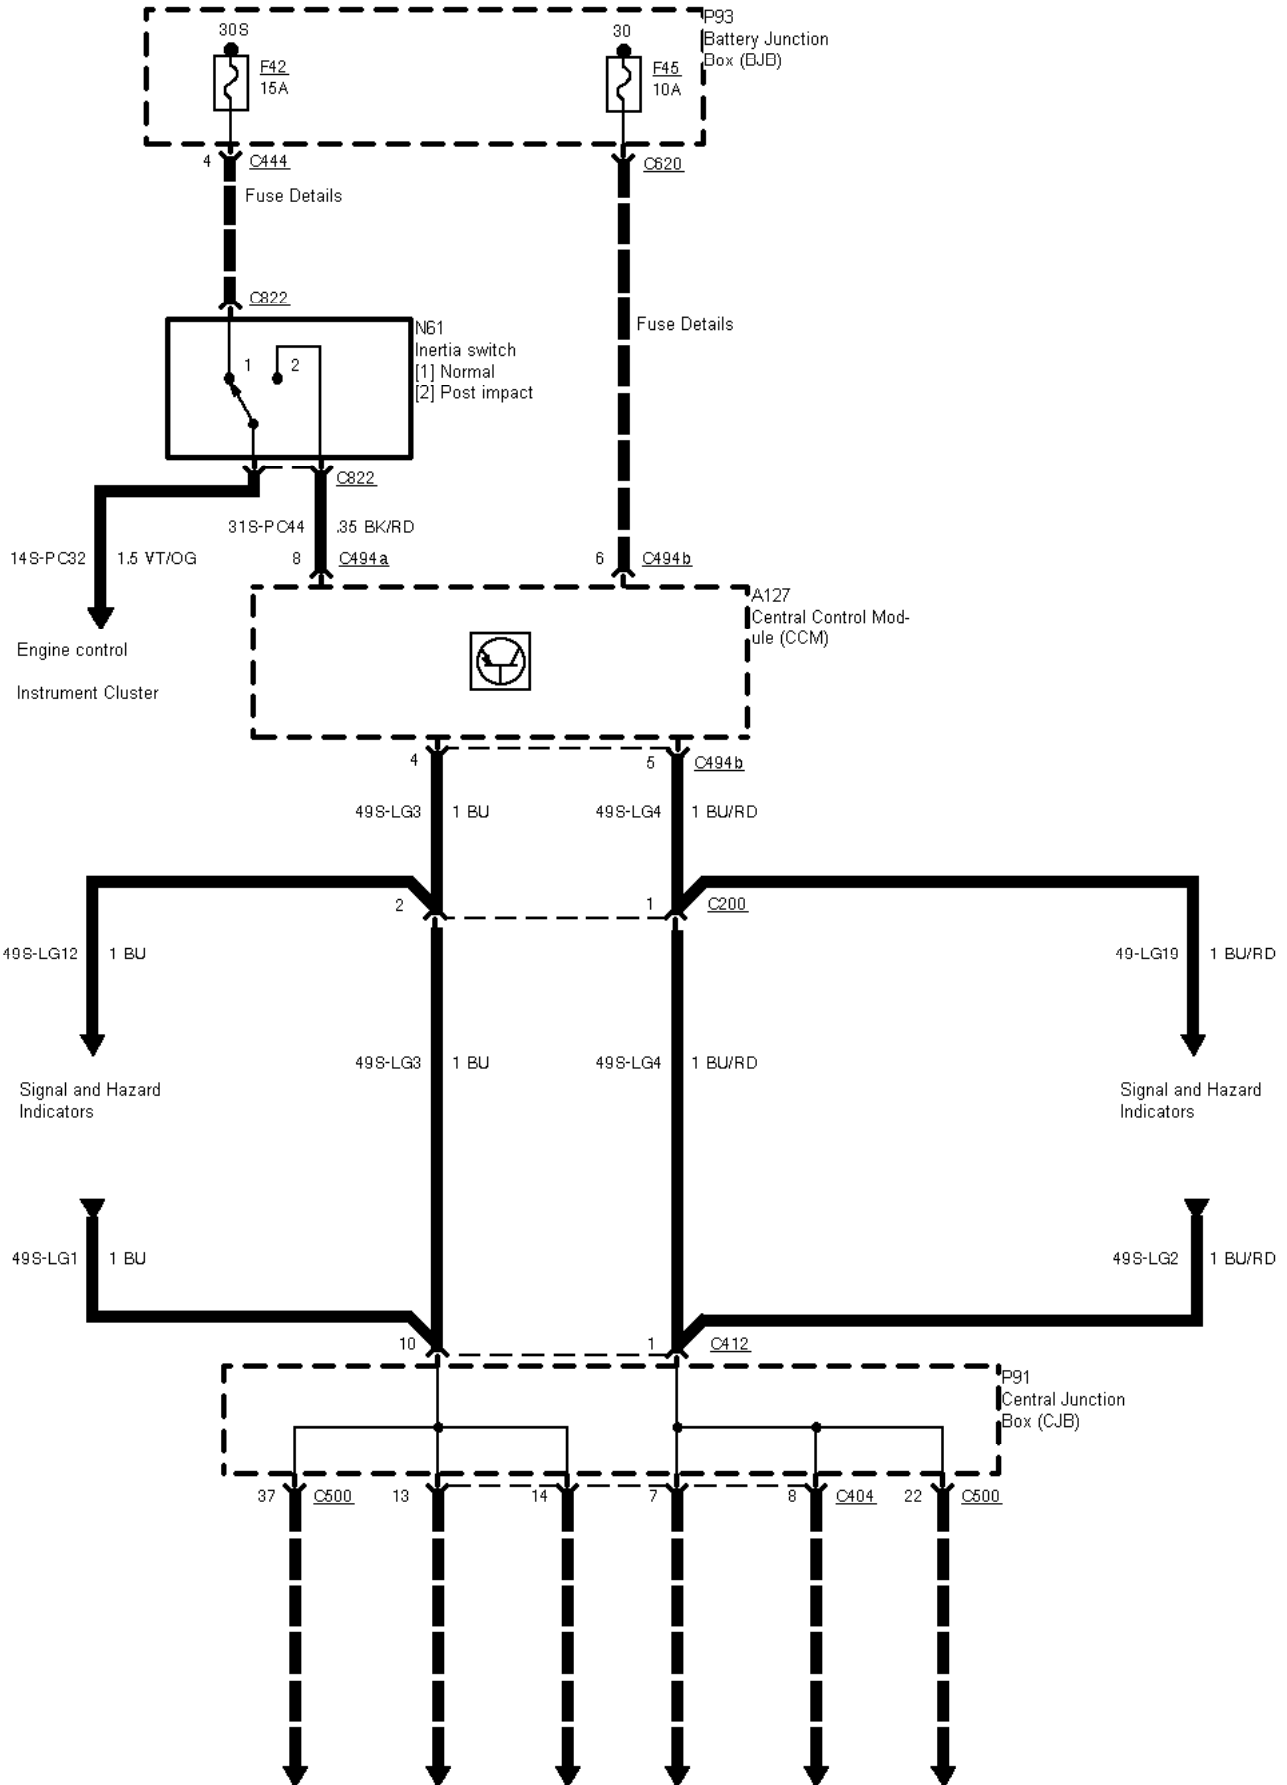 P93
Battery Junction
Box (BJB)
30S
30
F42
15A
F45
10A
4
C444
C620
Fuse Details
C822
Fuse Details
N61
Inertia switch
[1] Normal
[2] Post impact
1
2
C822
31S-PC44
.35 BK/RD
14S-PC32
1.5 VT/OG
8
C494a
6
C494b
A127
Central Control Mod-
ule (CCM)
Engine control
Instrument Cluster
4
5
C494b
49S-LG3
1 BU
49S-LG4
1 BU/RD
2
1
C200
49S-LG12
1 BU
49-LG19
1 BU/RD
49S-LG3
1 BU
49S-LG4
1 BU/RD
Signal and Hazard
Indicators
Signal and Hazard
Indicators
49S-LG1
1 BU
49S-LG2
1 BU/RD
10
1
C412
P91
Central Junction
Box (CJB)
37
C500
13
14
7
8
C404
22
C500